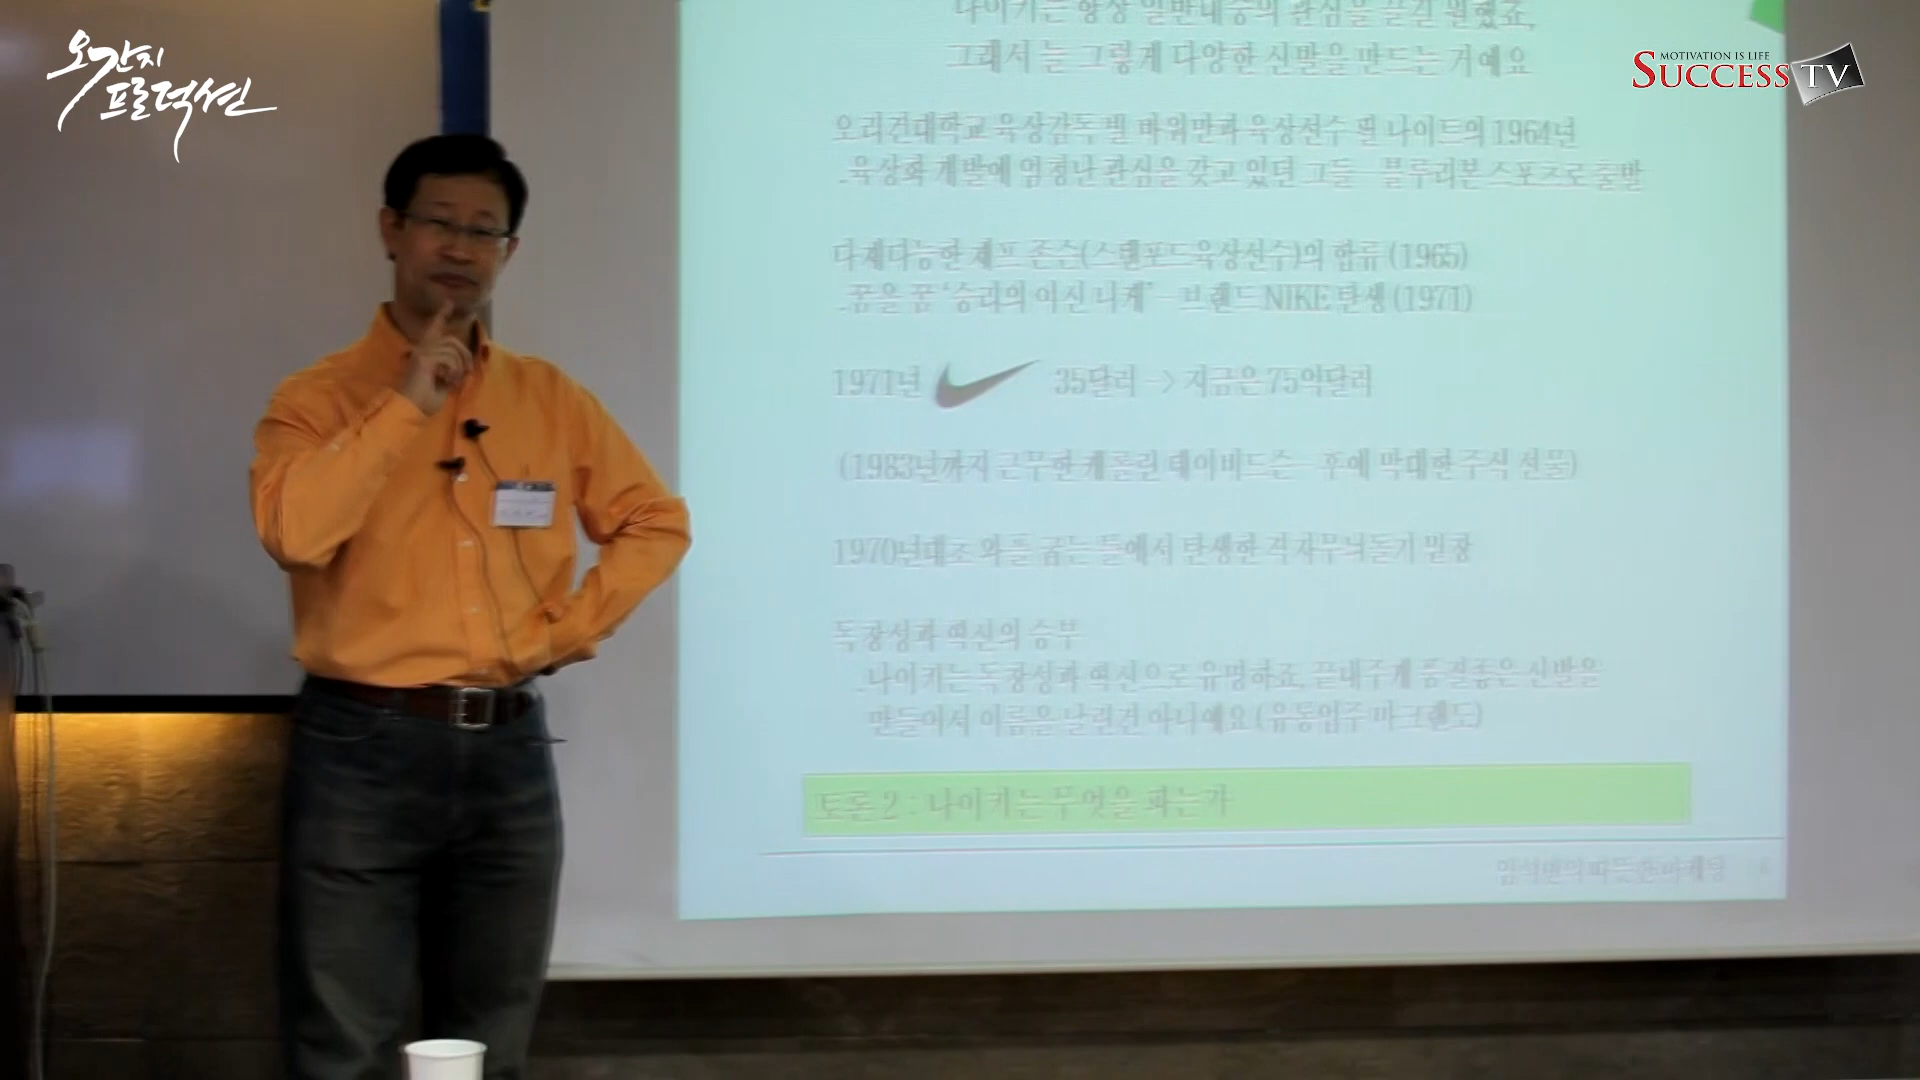 오간지
프로덕션
MOTIVATION IS LIFE
SUCCESS TV
나이키는 항상 일반대중의 관심을 끌길 원했죠,
그래서 늘 그렇게 다양한 신발을 만드는 거예요
오리건대학교 육상감독 빌 바워만과 육상선수 필 나이트의 1964년
.육상화 개발에 엄청난 관심을 갖고 있던 그들 – 블루리본 스포츠로 출발
다재다능한 제프 존슨(스탠포드육상선수)의 합류 (1965)
.꿈을 꿈 ‘승리의 여신 니케’ – 브랜드 NIKE 탄생 (1971)
1971년 35달러 -> 지금은 75억달러
(1983년까지 근무한 캐롤린 데이비드슨 – 후에 막대한 주식 선물)
1970년대초 와플 굽는 틀에서 탄생한 격자무늬돌기 밑창
독창성과 혁신의 승부
.나이키는 독창성과 혁신으로 유명하죠, 끝내주게 품질좋은 신발을
만들어서 이름을 날린건 아니예요 (유통업주 마크랜도)
토론 2 : 나이키는 무엇을 파는가
마케팅